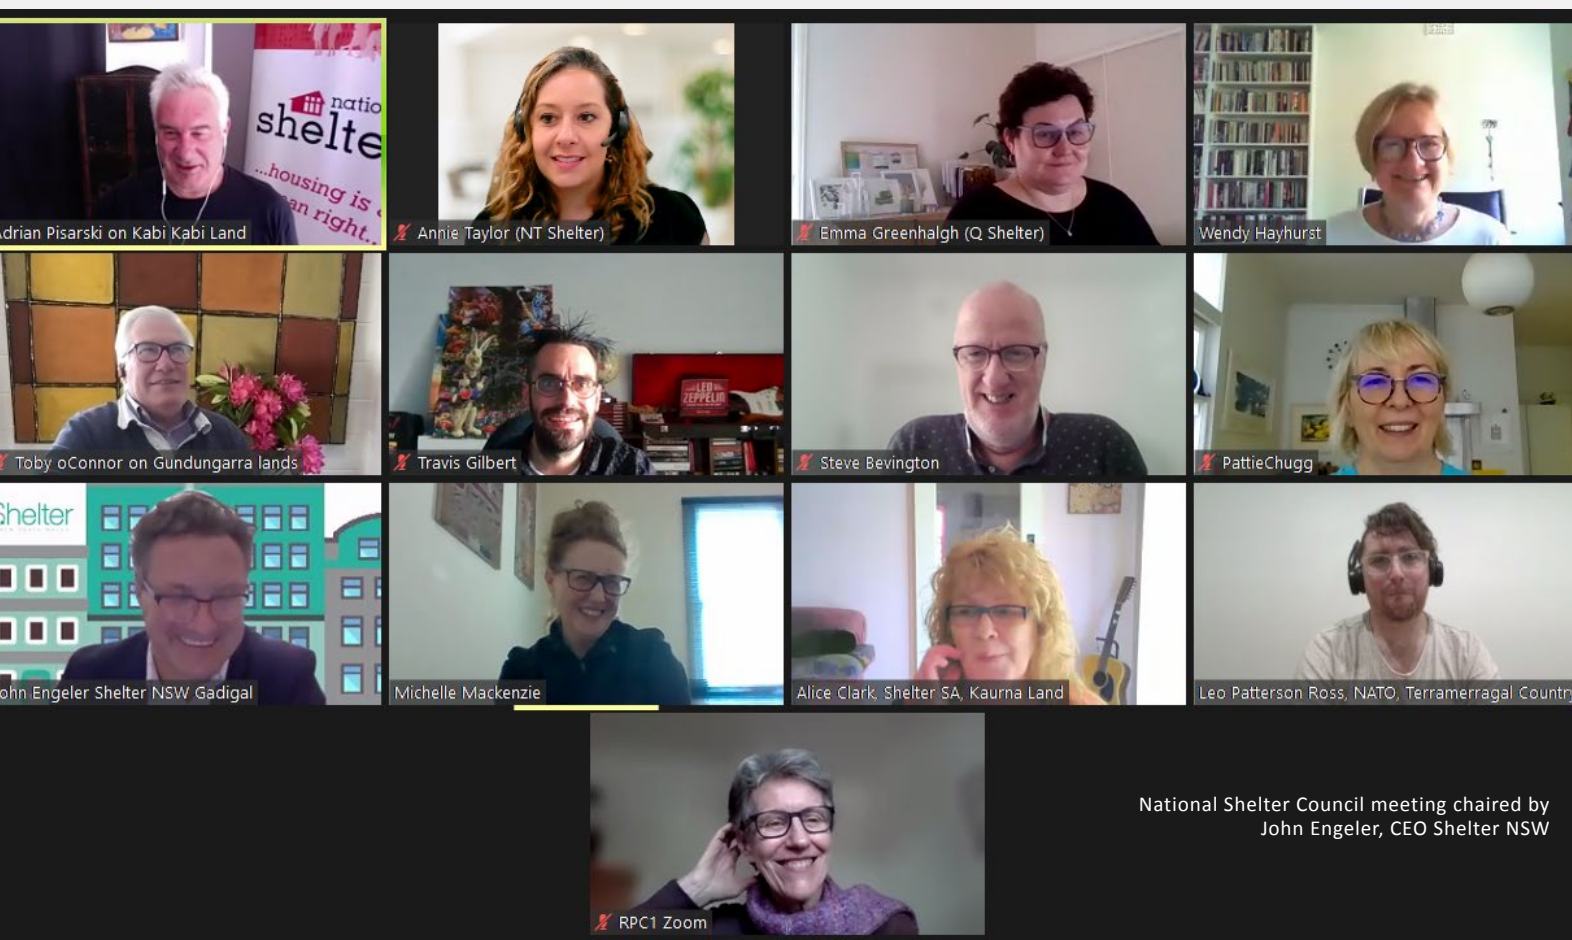 natio
shelte
...housing is a
an right...
drian Pisarski on Kabi Kabi Land
Annie Taylor (NT Shelter)
Emma Greenhalgh (Q Shelter)
Wendy Hayhurst
Toby oConnor on Gundungarra lands
LED
ZEPPELIN
Travis Gilbert
Steve Bevington
PattieChugg
Shelter
ohn Engeler Shelter NSW Gadigal
Michelle Mackenzie
Alice Clark, Shelter SA, Kaurna Land
Leo Patterson Ross, NATO, Terramerragal Country
RPC1 Zoom
National Shelter Council meeting chaired by
John Engeler, CEO Shelter NSW